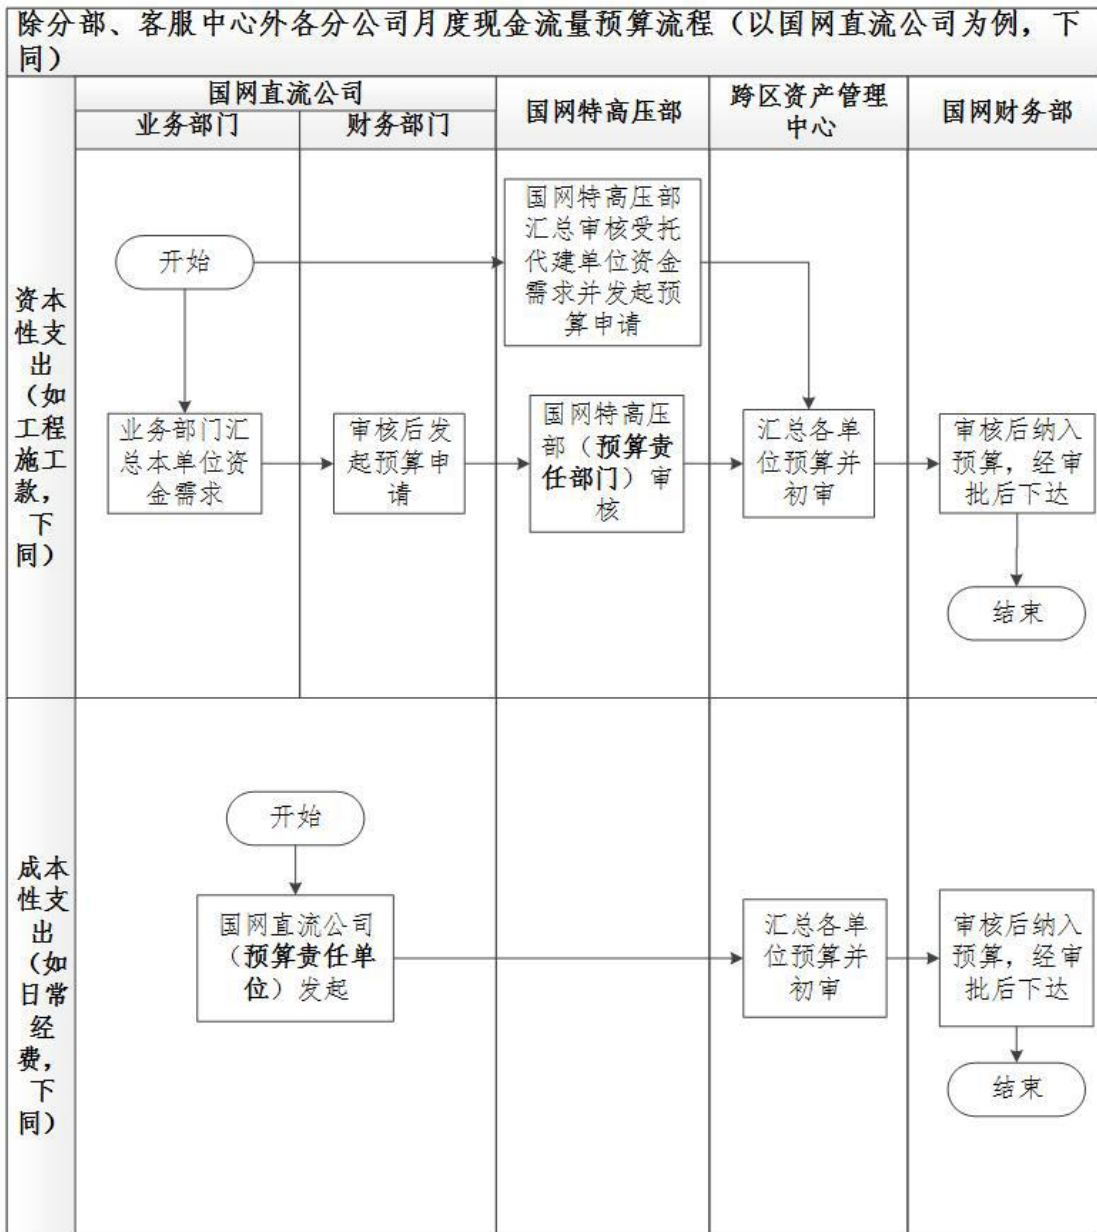 除分部、客服中心外各分公司月度现金流量预算流程（以国网直流公司为例，下
同）
国网直流公司
业务部门
财务部门
国网特高压部
跨区资产管理
中心
国网财务部
资本
性支
出
（如
工程
施工
款，
下
同）
开始
国网特高压部
汇总审核受托
代建单位资金
需求并发起预
算申请
业务部门汇
总本单位资
金需求
审核后发
起预算申
请
国网特高压
部（预算责
任部门）审
核
汇总各单
位预算并
初审
审核后纳入
预算，经审
批后下达
结束
成本
性支
出
（如
日常
经
费，
下
同）
开始
国网直流公司
（预算责任单
位）发起
汇总各单
位预算并
初审
审核后纳入
预算，经审
批后下达
结束